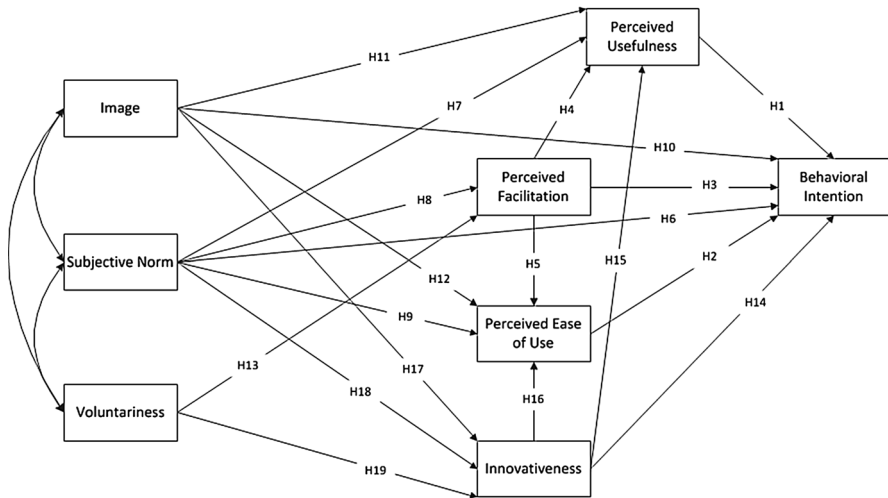 Perceived
Usefulness
H11
Image
H7
H4
H1
H10
Perceived
Facilitation
Behavioral
Intention
H8
H3
H6
Subjective Norm
H5
H15
H2
H12
H9
Perceived Ease
of Use
H14
H13
H17
H18
H16
Voluntariness
H19
Innovativeness